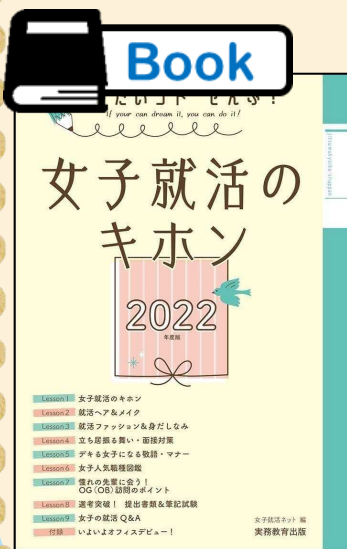 Book
たいコト ぜんぶ!
if your can dream it, you can do it!
女子就活の
キホン
2022
年度版
Lesson 1 女子就活のキホン
Lesson 2 就活ヘア&メイク
Lesson 3 就活ファッション&身だしなみ
Lesson 4 立ち居振る舞い・面接対策
Lesson 5 デキる女子になる敬語・マナー
Lesson 6 女子人気職種図鑑
Lesson 7 憧れの先輩に会う!
OG(OB)訪問のポイント
Lesson 8 選考突破! 提出書類&筆記試験
Lesson 9 女子の就活 Q&A
付録 いよいよオフィスデビュー!
女子就活ネット 編
実務教育出版